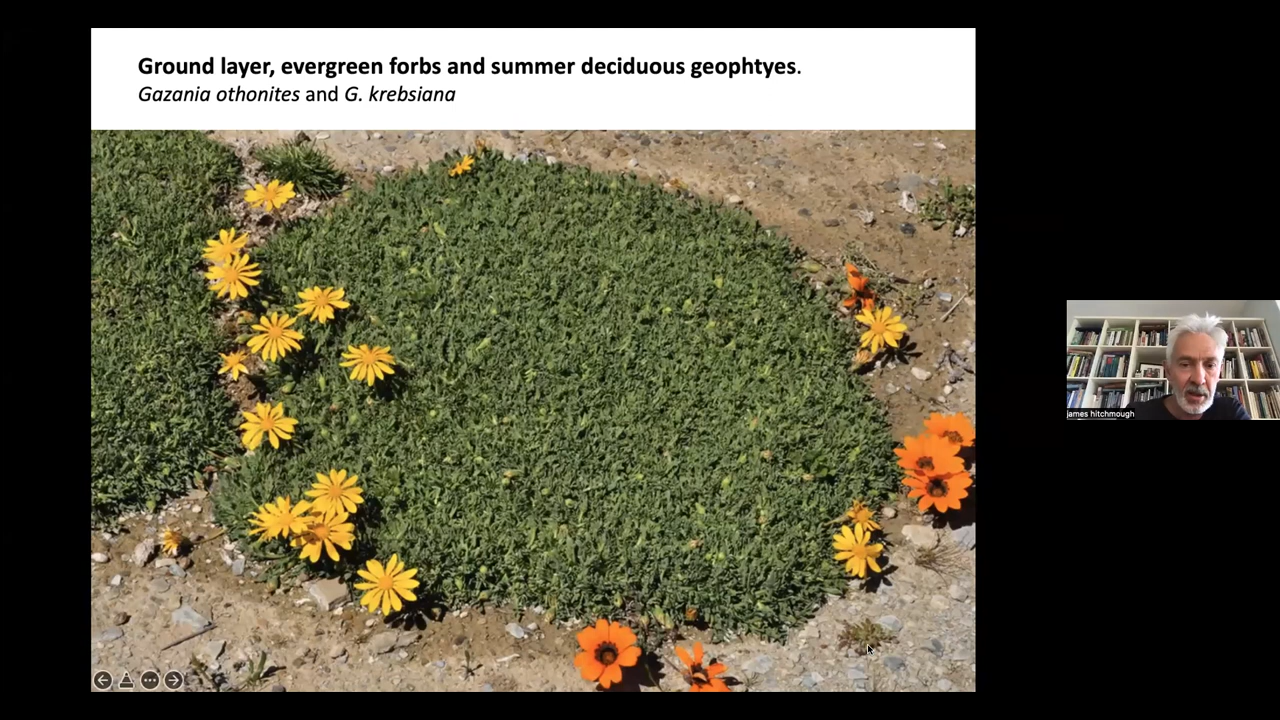 Ground layer, evergreen forbs and summer deciduous geophtyes.
Gazania othonites and G. krebsiana
james hitchmough